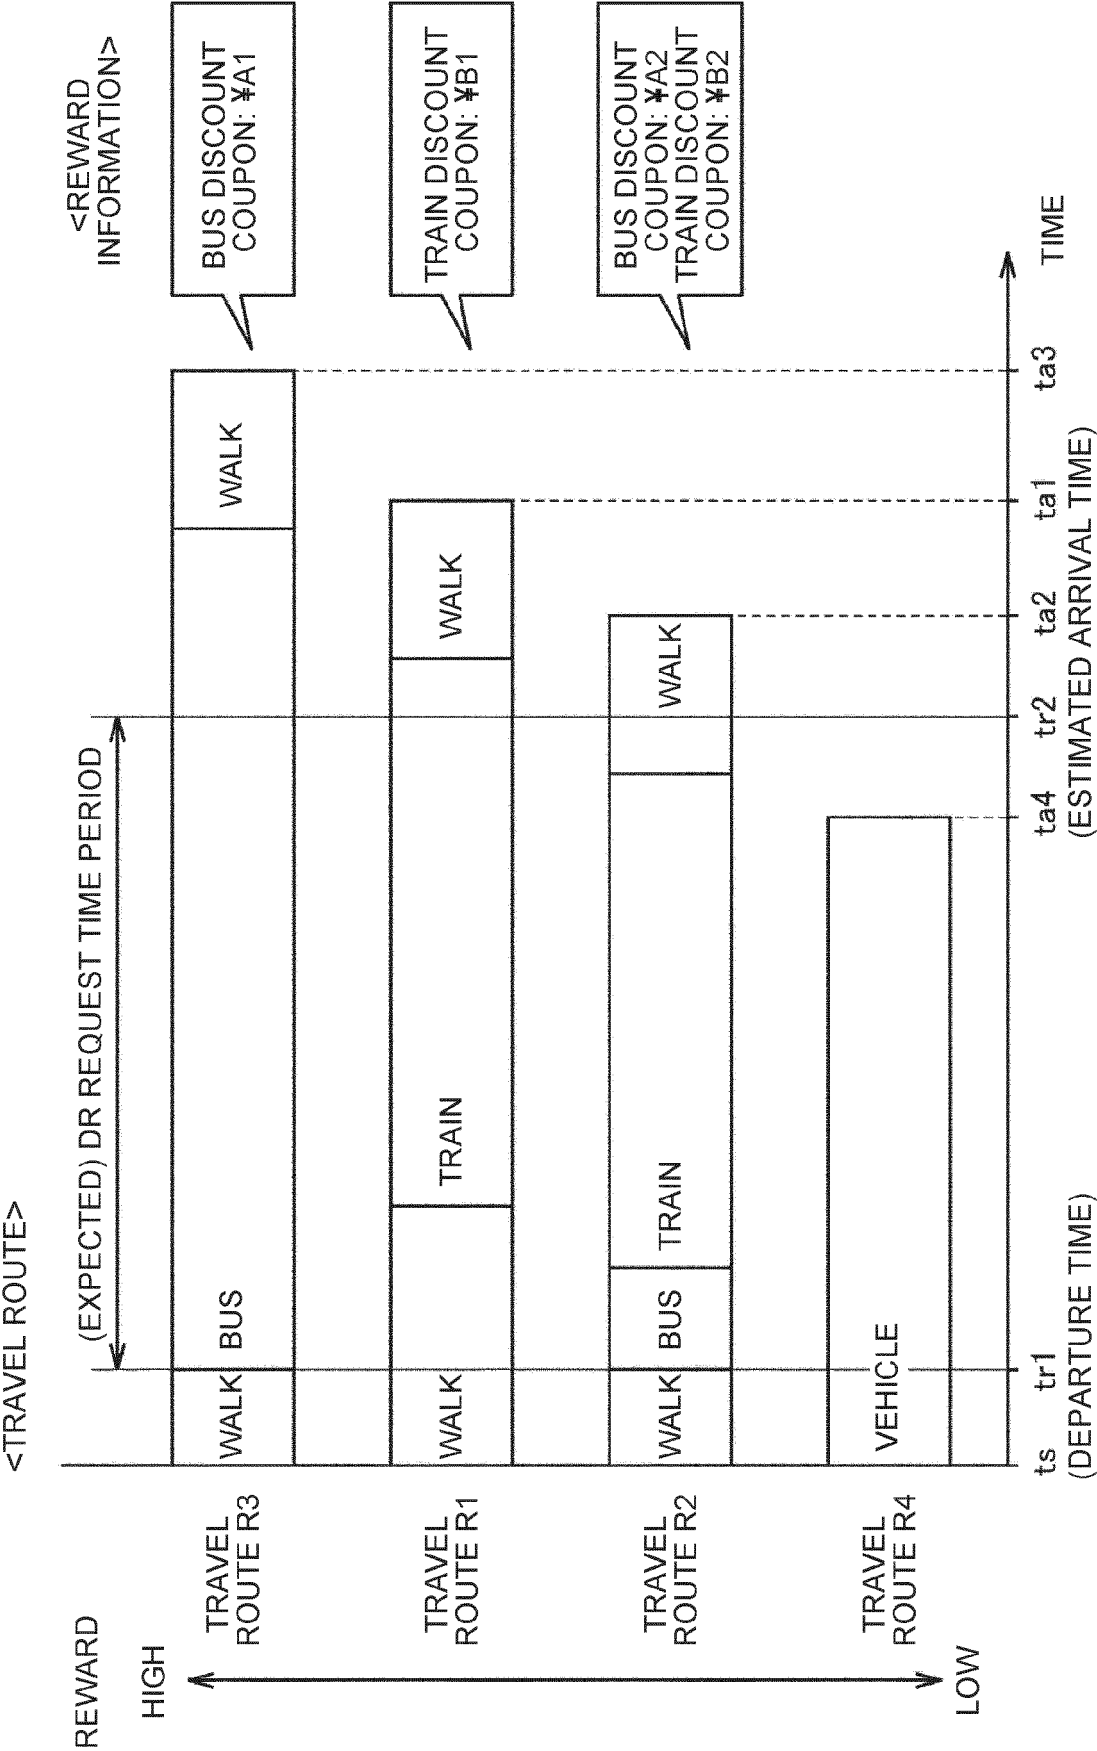 <TRAVEL ROUTE>
<REWARD
INFORMATION>
REWARD
(EXPECTED) DR REQUEST TIME PERIOD
HIGH
TRAVEL
ROUTE R3
WALK
BUS
WALK
BUS DISCOUNT
COUPON: ¥A1
TRAVEL
ROUTE R1
WALK
TRAIN
WALK
TRAIN DISCOUNT
COUPON: ¥B1
TRAVEL
ROUTE R2
WALK
BUS
TRAIN
WALK
BUS DISCOUNT
COUPON: ¥A2
TRAIN DISCOUNT
COUPON: ¥B2
TRAVEL
ROUTE R4
VEHICLE
LOW
ts
tr1
ta4
tr2
ta2
ta1
ta3
TIME
(DEPARTURE TIME)
(ESTIMATED ARRIVAL TIME)